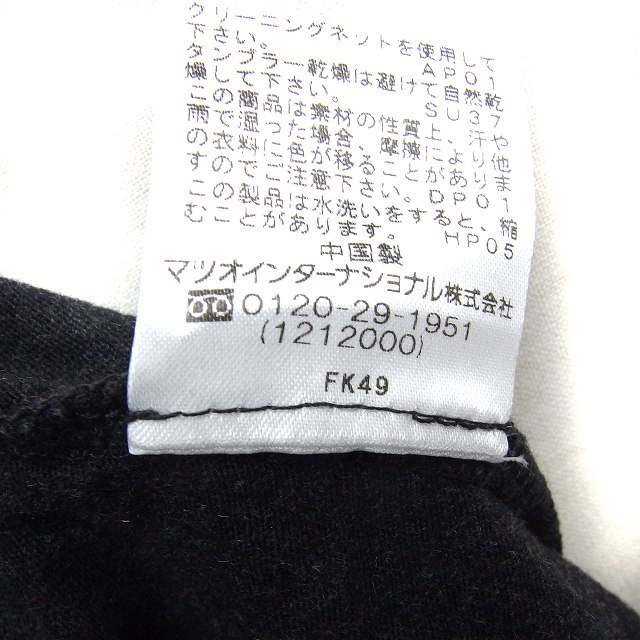 クリーニングネットを使用して
下さい。 AP01
タンブラー乾燥は避けて自然乾
燥して下さい。 SU37
この商品は素材の性質上、汗や
雨で湿った場合、摩擦により他
の衣料に色が移ることがありま
すのでご注意下さい。 DP01
この製品は水洗いをすると、縮
むことがあります。 HP05
中国製
マツオインターナショナル株式会社
0120-29-1951
(1212000)
FK49